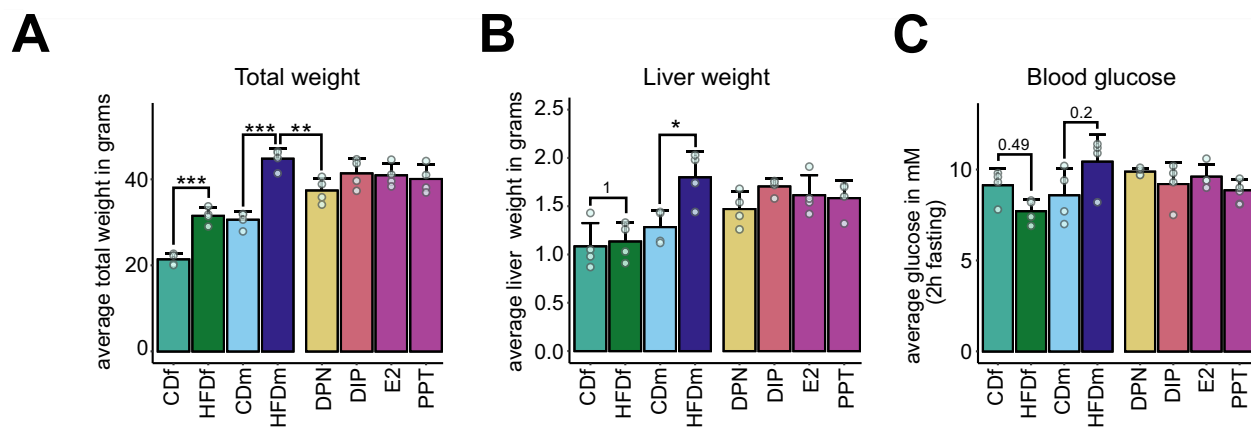 A
B
C
Total weight
Liver weight
Blood glucose
average total weight in grams
40
20
0
***
***
**
CDf
HFDf
CDm
HFDm
DPN
DIP
E2
PPT
average liver weight in grams
2.5
2.0
1.5
1.0
0.5
0.0
1
*
CDf
HFDf
CDm
HFDm
DPN
DIP
E2
PPT
average glucose in mM
(2h fasting)
10
5
0
0.49
0.2
CDf
HFDf
CDm
HFDm
DPN
DIP
E2
PPT